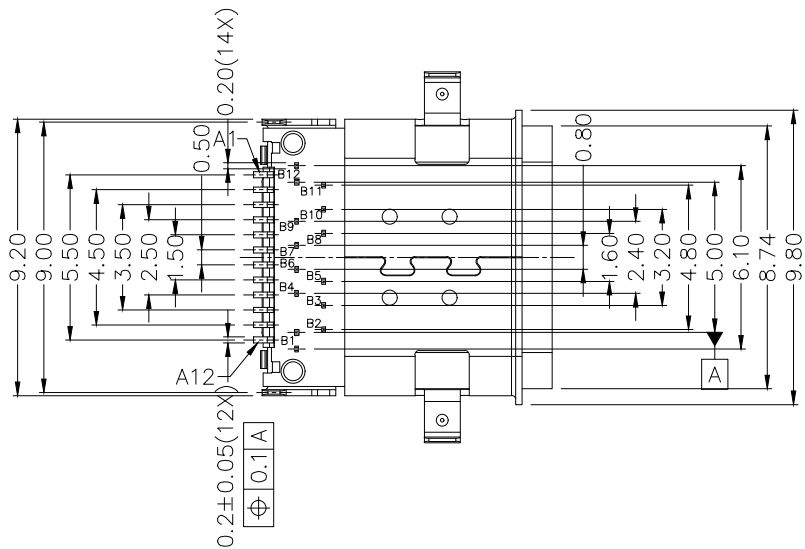 9.20
9.00
5.50
4.50
3.50
2.50
1.50
0.50
0.20(14X)
A1
B12
B11
B10
B9
B8
B7
B6
B5
B4
B3
B2
B1
A12
0.2±0.05(12X)
⌖ 0.1 A
0.80
1.60
2.40
3.20
4.80
5.00
6.10
8.74
9.80
A